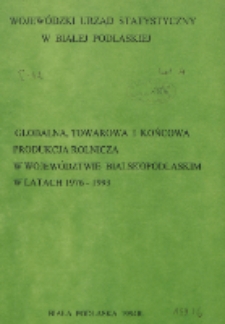 WOJEWÓDZKI URZĄD STATYSTYCZNY
W BIAŁEJ PODLASKIEJ
GLOBALNA, TOWAROWA I KOŃCOWA
PRODUKCJA ROLNICZA
W WOJEWÓDZTWIE BIALSKOPODLASKIM
W LATACH 1976-1993
BIAŁA PODLASKA